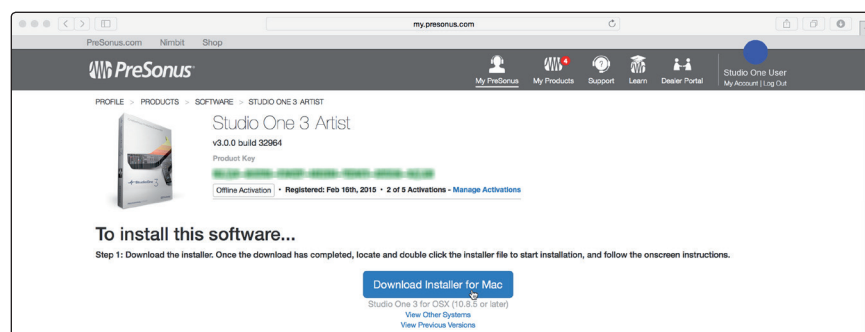 my.presonus.com
PreSonus.com Nimbit Shop
PreSonus
My PreSonus My Products 4 Support Learn Dealer Portal
Studio One User
My Account | Log Out
PROFILE > PRODUCTS > SOFTWARE > STUDIO ONE 3 ARTIST
Studio One 3 Artist
v3.0.0 build 32964
Product Key
Offline Activation • Registered: Feb 16th, 2015 • 2 of 5 Activations - Manage Activations
To install this software...
Step 1: Download the installer. Once the download has completed, locate and double click the installer file to start installation, and follow the onscreen instructions.
Download Installer for Mac
Studio One 3 for OSX (10.8.5 or later)
View Other Systems
View Previous Versions